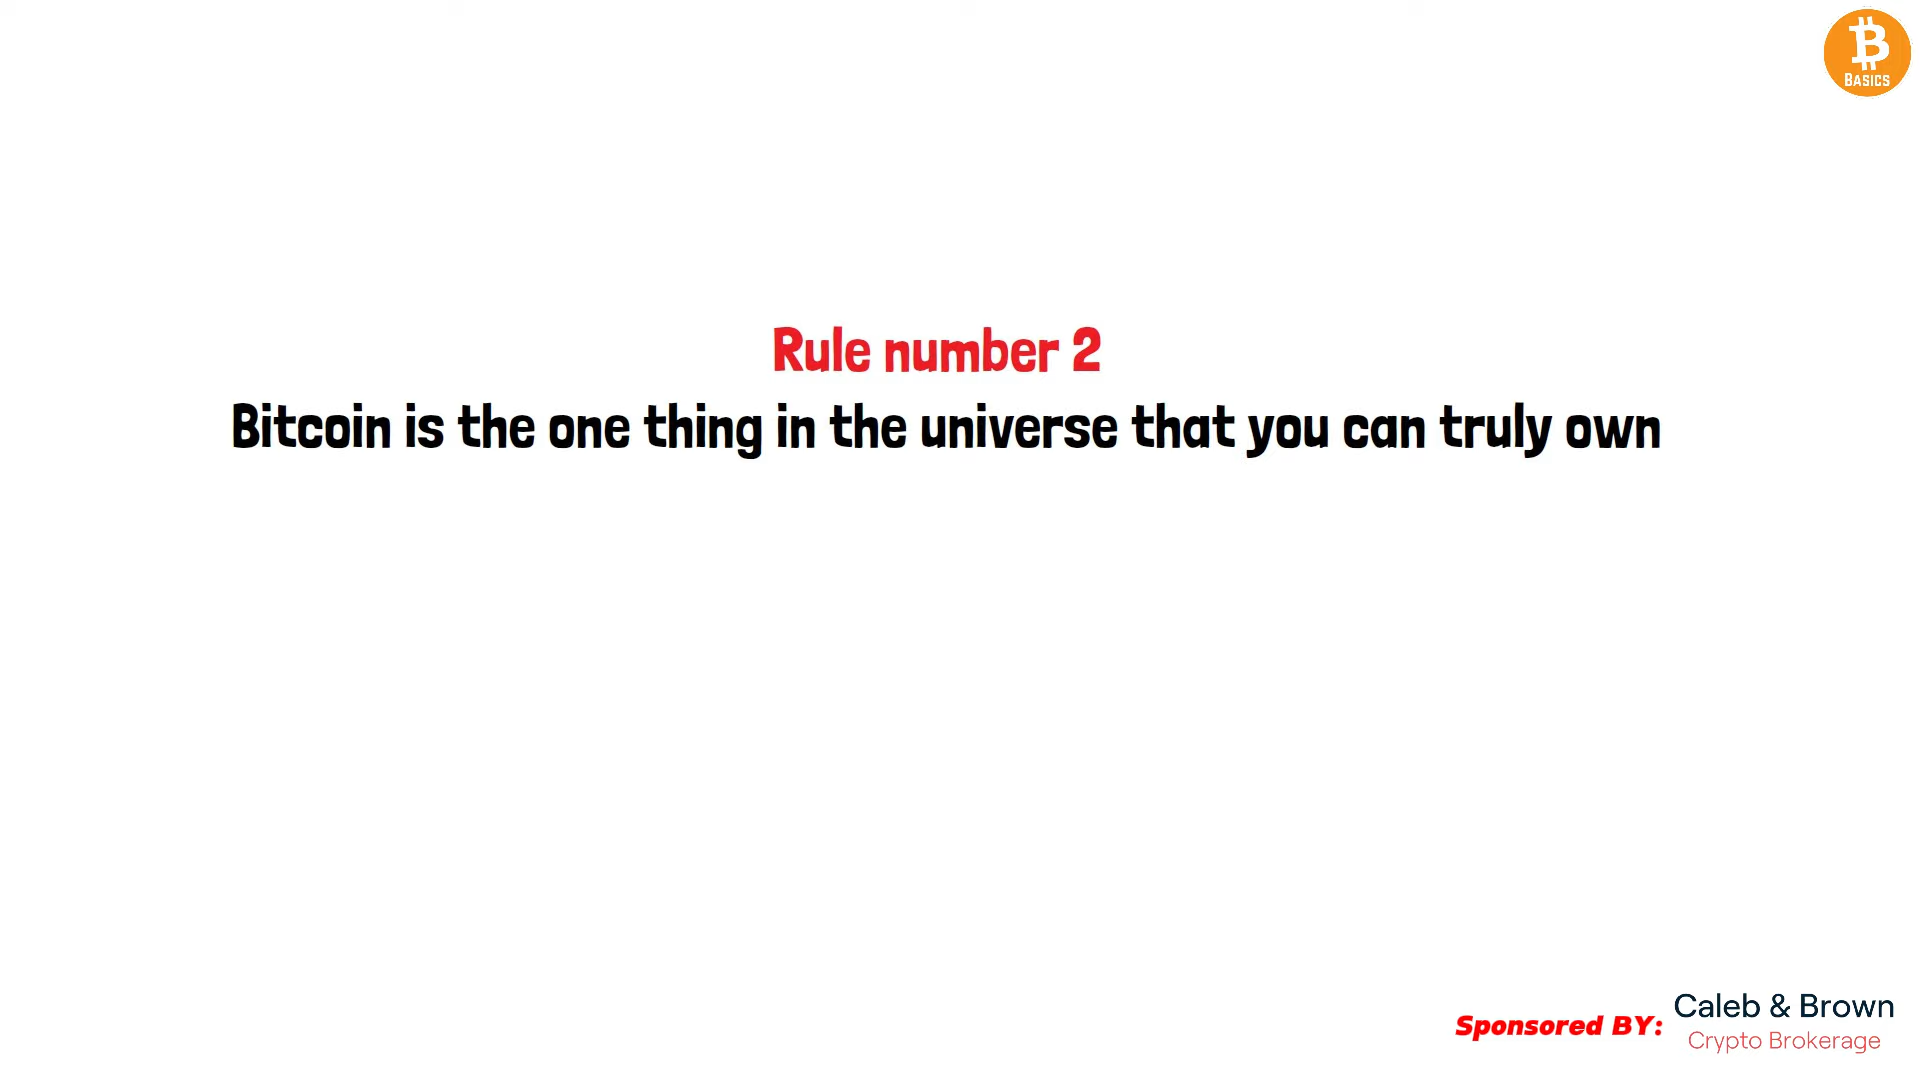 B
BASICS
Rule number 2
Bitcoin is the one thing in the universe that you can truly own
Sponsored BY:
Caleb & Brown
Crypto Brokerage